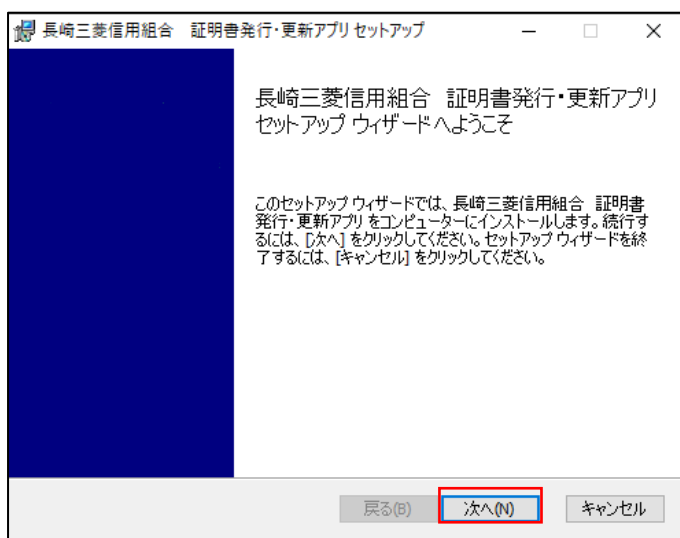 長崎三菱信用組合　証明書発行・更新アプリ セットアップ
長崎三菱信用組合　証明書発行・更新アプリ
セットアップ ウィザードへようこそ
このセットアップ ウィザードでは、長崎三菱信用組合　証明書
発行・更新アプリ をコンピューターにインストールします。続行す
るには、[次へ] をクリックしてください。セットアップ ウィザードを終
了するには、[キャンセル] をクリックしてください。
戻る(B) 次へ(N) キャンセル